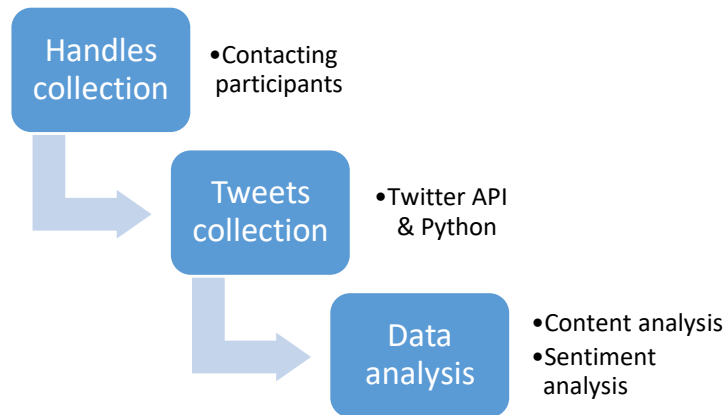 Handles
collection
•Contacting
participants
Tweets
collection
•Twitter API
& Python
Data
analysis
•Content analysis
•Sentiment
analysis